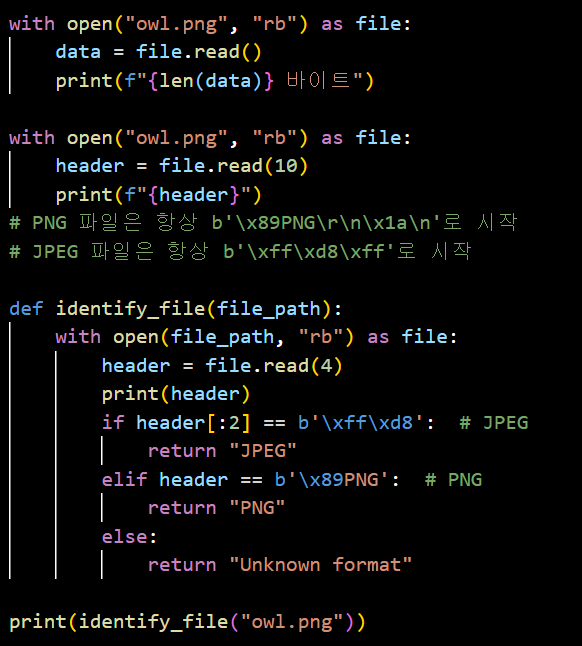 with open("owl.png", "rb") as file:
    data = file.read()
    print(f"{len(data)} 바이트")

with open("owl.png", "rb") as file:
    header = file.read(10)
    print(f"{header}")
# PNG 파일은 항상 b'\x89PNG\r\n\x1a\n'로 시작
# JPEG 파일은 항상 b'\xff\xd8\xff'로 시작

def identify_file(file_path):
    with open(file_path, "rb") as file:
        header = file.read(4)
        print(header)
        if header[:2] == b'\xff\xd8':  # JPEG
            return "JPEG"
        elif header == b'\x89PNG':  # PNG
            return "PNG"
        else:
            return "Unknown format"

print(identify_file("owl.png"))